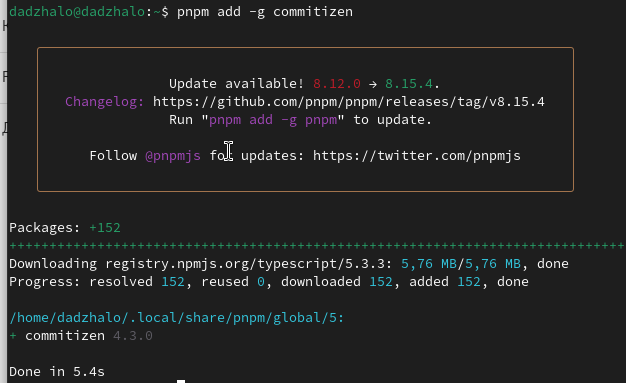 dadzhalo@dadzhalo:~$ pnpm add -g commitizen
Update available! 8.12.0 → 8.15.4.
Changelog: https://github.com/pnpm/pnpm/releases/tag/v8.15.4
Run "pnpm add -g pnpm" to update.
Follow @pnpmjs for updates: https://twitter.com/pnpmjs
Packages: +152
++++++++++++++++++++++++++++++++++++++++++++++++++++++++++++++++++++++++++++
Downloading registry.npmjs.org/typescript/5.3.3: 5,76 MB/5,76 MB, done
Progress: resolved 152, reused 0, downloaded 152, added 152, done
/home/dadzhalo/.local/share/pnpm/global/5:
+ commitizen 4.3.0
Done in 5.4s